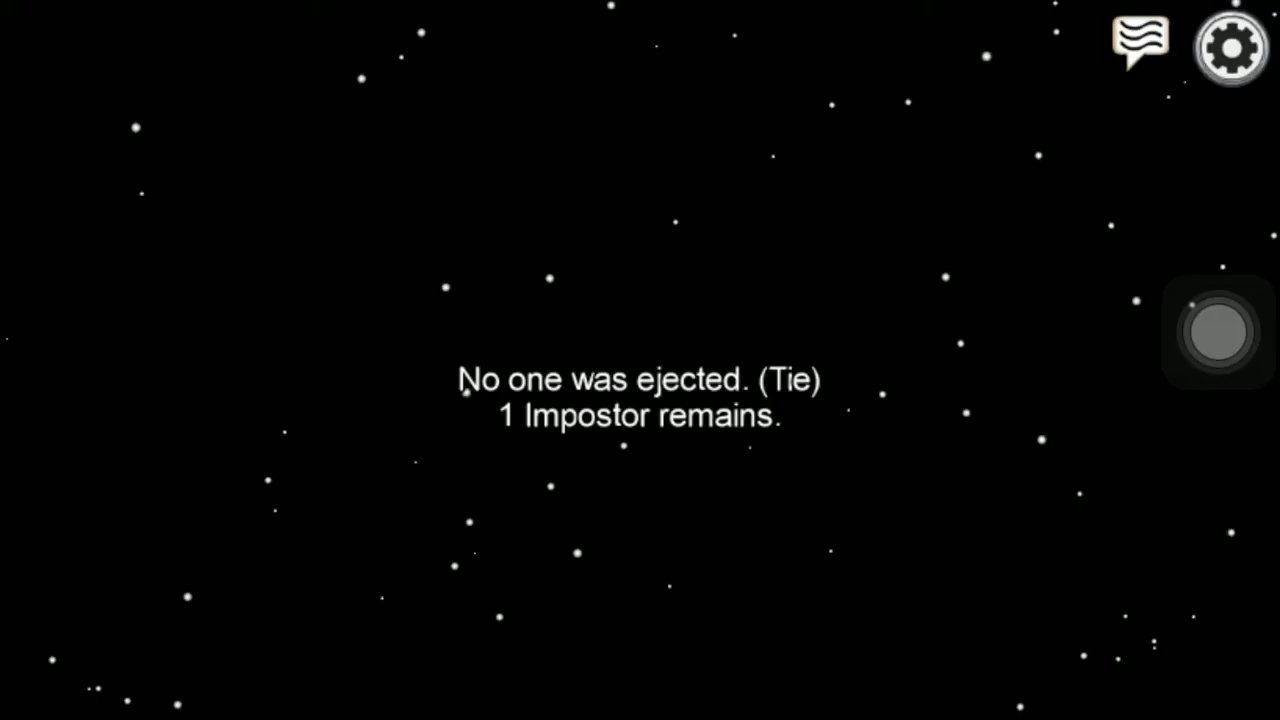 No one was ejected. (Tie)
1 Impostor remains.